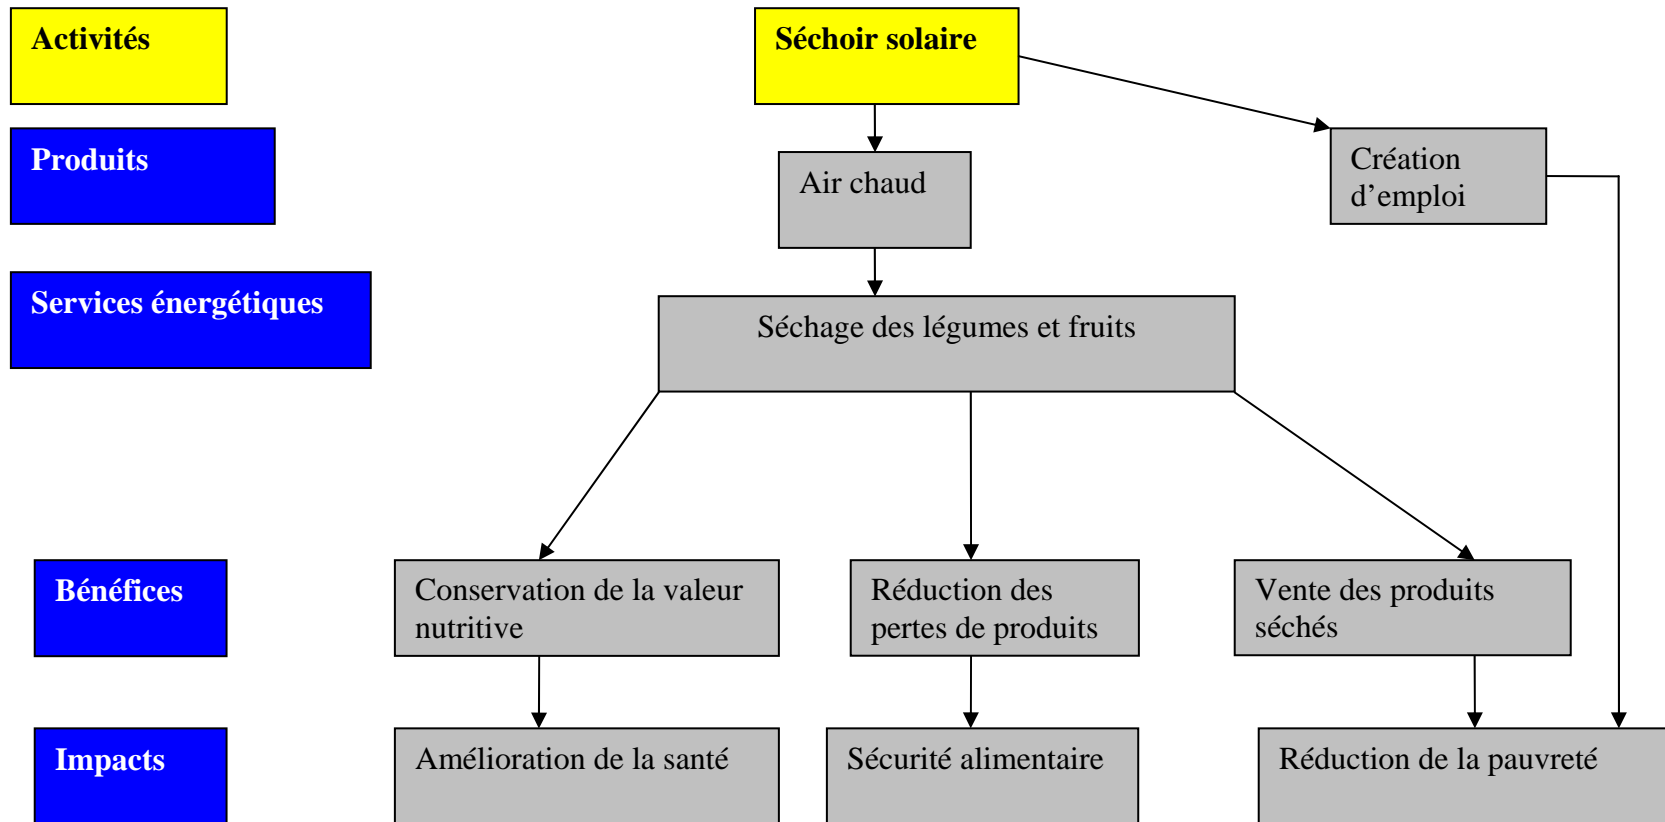 Activités
Séchoir solaire
Produits
Air chaud
Création
d’emploi
Services énergétiques
Séchage des légumes et fruits
Bénéfices
Conservation de la valeur
nutritive
Réduction des
pertes de produits
Vente des produits
séchés
Impacts
Amélioration de la santé
Sécurité alimentaire
Réduction de la pauvreté